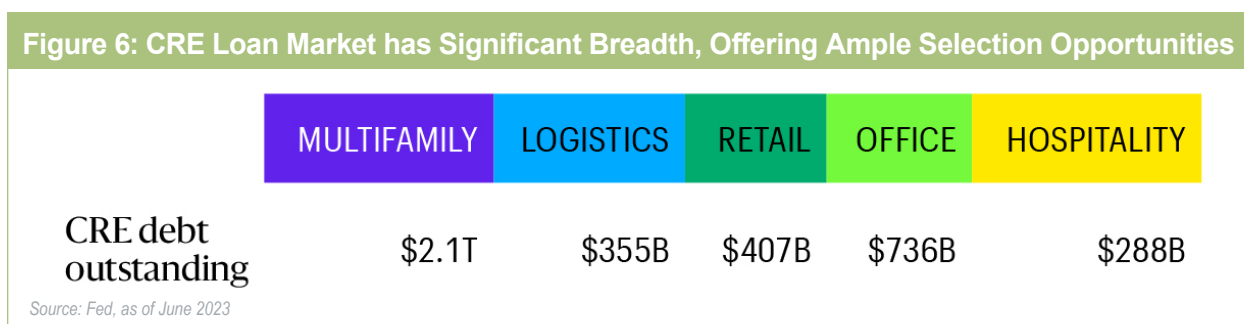 Figure 6: CRE Loan Market has Significant Breadth, Offering Ample Selection Opportunities
MULTIFAMILY LOGISTICS RETAIL OFFICE HOSPITALITY
CRE debt
outstanding
$2.1T $355B $407B $736B $288B
Source: Fed, as of June 2023